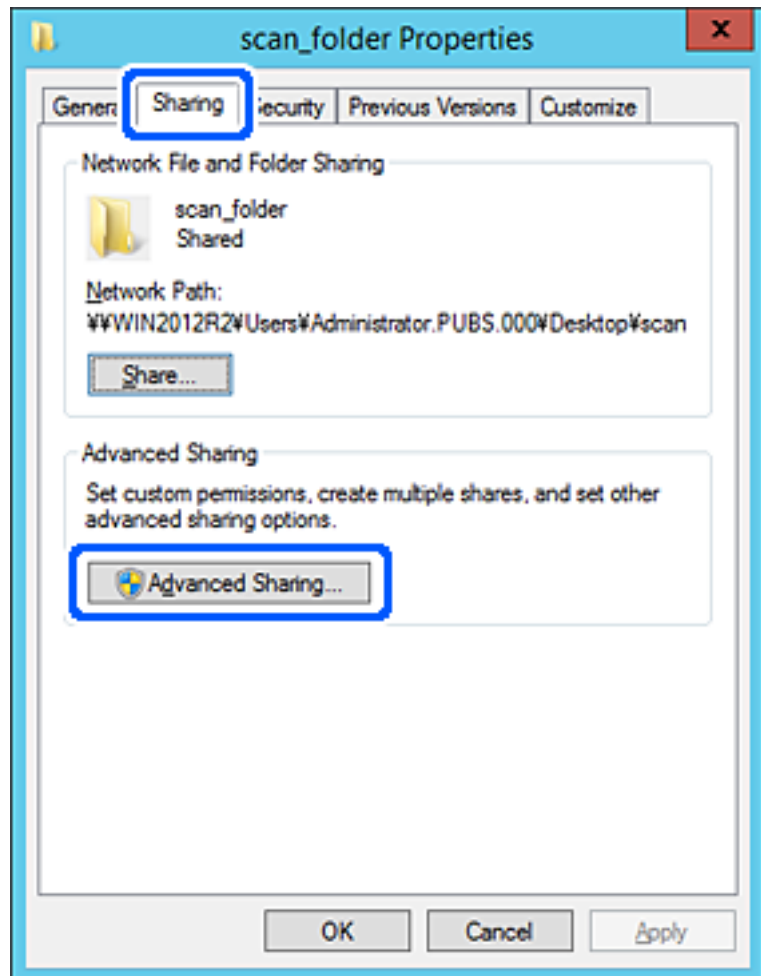 scan_folder Properties
x
Genera
Sharing
Security
Previous Versions
Customize
Network File and Folder Sharing
scan_folder
Shared
Network Path:
¥¥WIN2012R2¥Users¥Administrator.PUBS.000¥Desktop¥scan
Share...
Advanced Sharing
Set custom permissions, create multiple shares, and set other
advanced sharing options.
Advanced Sharing...
OK
Cancel
Apply